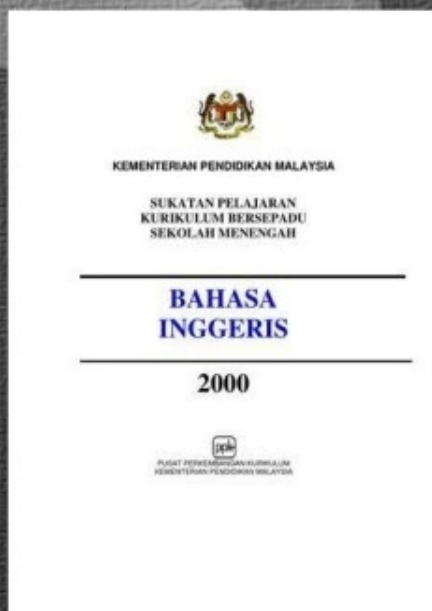 KEMENTERIAN PENDIDIKAN MALAYSIA
SUKATAN PELAJARAN
KURIKULUM BERSEPADU
SEKOLAH MENENGAH
BAHASA
INGGERIS
2000
ppk
PUSAT PERKEMBANGAN KURIKULUM
KEMENTERIAN PENDIDIKAN MALAYSIA